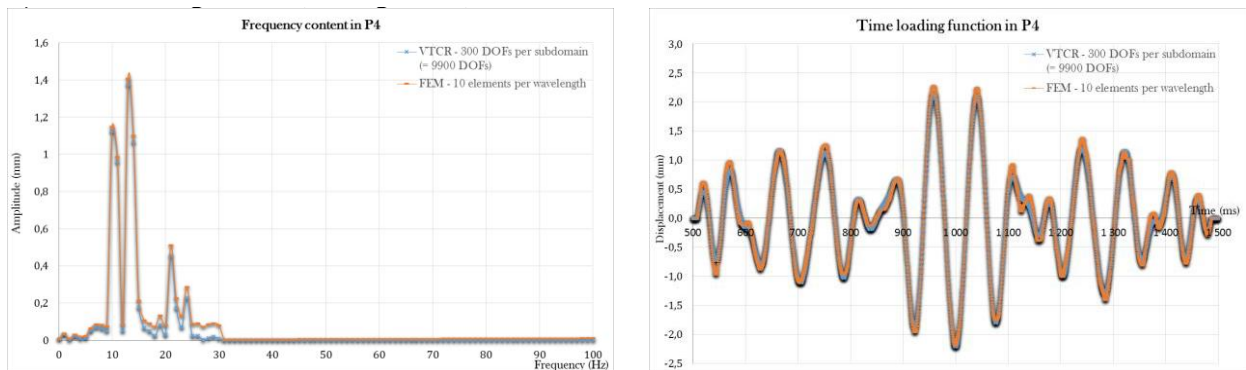 Frequency content in P4
1,6
VTCR - 300 DOFs per subdomain
(= 9900 DOFs)
FEM - 10 elements per wavelength
1,4
1,2
1
0,8
0,6
0,4
0,2
0
Amplitude (mm)
0 10 20 30 40 50 60 70 80 90 100
Frequency (Hz)
Time loading function in P4
3,0
VTCR - 300 DOFs per subdomain
(= 9900 DOFs)
FEM - 10 elements per wavelength
2,5
2,0
1,5
1,0
0,5
0,0
-0,5
-1,0
-1,5
-2,0
-2,5
Displacement (mm)
Time (ms)
500 600 700 800 900 1 000 1 100 1 200 1 300 1 400 1 500